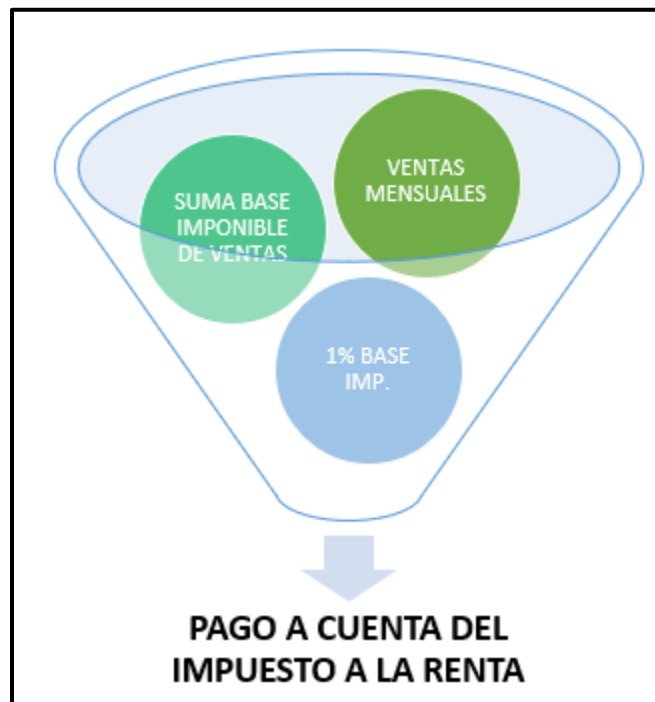 VENTAS
MENSUALES
SUMA BASE
IMPONIBLE
DE VENTAS
1% BASE
IMP.
PAGO A CUENTA DEL
IMPUESTO A LA RENTA